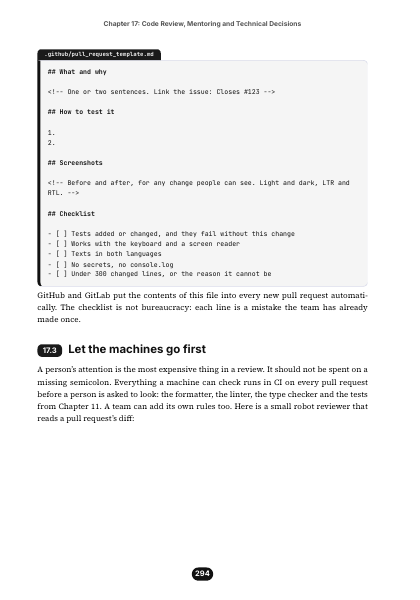 Chapter 17: Code Review, Mentoring and Technical Decisions
.github/pull_request_template.md
## What and why
<!-- One or two sentences. Link the issue: Closes #123 -->
## How to test it
1.
2.
## Screenshots
<!-- Before and after, for any change people can see. Light and dark, LTR and
RTL. -->
## Checklist
- [ ] Tests added or changed, and they fail without this change
- [ ] Works with the keyboard and a screen reader
- [ ] Texts in both languages
- [ ] No secrets, no console.log
- [ ] Under 300 changed lines, or the reason it cannot be
GitHub and GitLab put the contents of this file into every new pull request automati-
cally. The checklist is not bureaucracy: each line is a mistake the team has already
made once.
17.3 Let the machines go first
A person's attention is the most expensive thing in a review. It should not be spent on a
missing semicolon. Everything a machine can check runs in CI on every pull request
before a person is asked to look: the formatter, the linter, the type checker and the tests
from Chapter 11. A team can add its own rules too. Here is a small robot reviewer that
reads a pull request's diff:
294